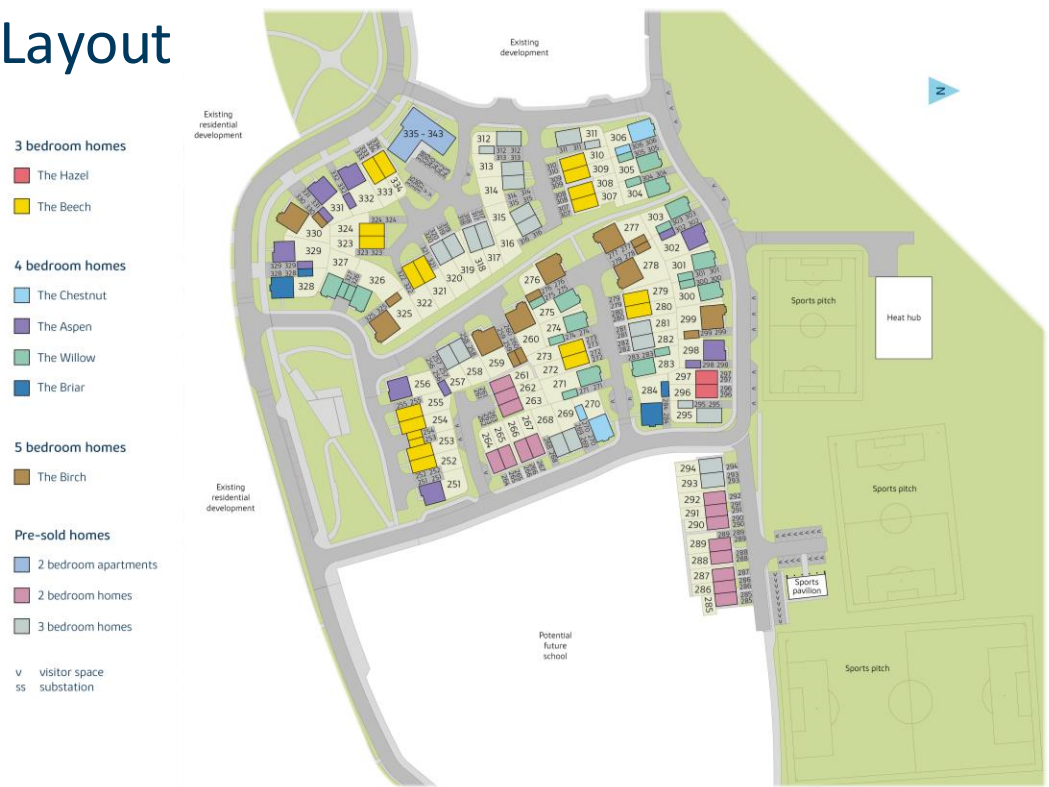 Layout
3 bedroom homes
The Hazel
The Beech
4 bedroom homes
The Chestnut
The Aspen
The Willow
The Briar
5 bedroom homes
The Birch
Pre-sold homes
2 bedroom apartments
2 bedroom homes
3 bedroom homes
v visitor space
ss substation
Existing
development
N
Existing
residential
development
335 - 343
312
313
314
315
316
317
318
319
320
321
322
311
310
309
308
307
306
305
304
303
302
301
300
299
298
297
296
295
334
333
332
331
330
329
328
327
326
325
324
323
277
278
279
280
281
282
283
284
276
275
274
273
272
271
270
269
268
267
266
265
264
263
262
261
260
259
258
257
256
255
254
253
252
251
Sports pitch
Heat hub
Existing
residential
development
294
293
292
291
290
289
288
287
286
285
Sports pitch
Sports
pavilion
Potential
future
school
Sports pitch